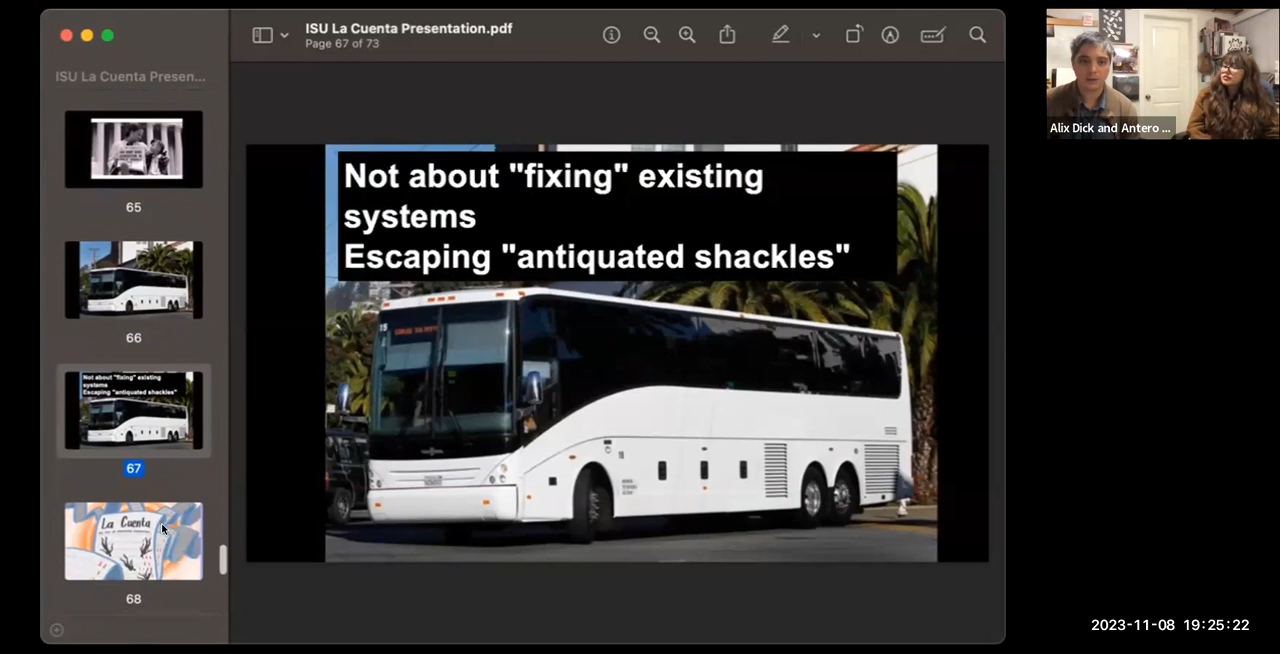 ISU La Cuenta Presentation.pdf
Page 67 of 73
ISU La Cuenta Presen...
65
66
Not about "fixing" existing
systems
Escaping "antiquated shackles"
67
La Cuenta
68
Not about "fixing" existing
systems
Escaping "antiquated shackles"
15
18
Alix Dick and Antero ...
2023-11-08 19:25:22